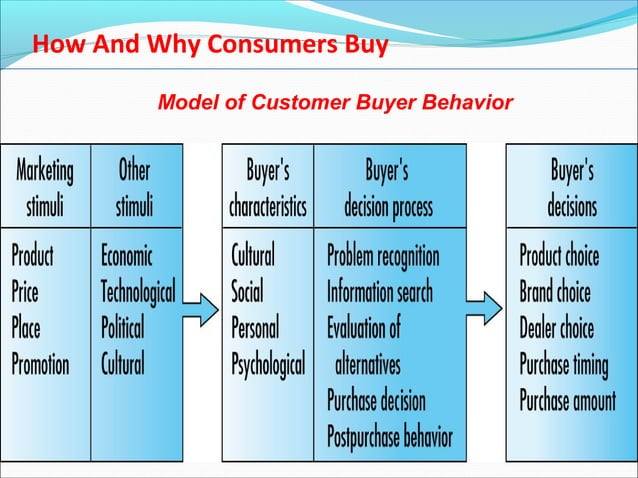 How And Why Consumers Buy
Model of Customer Buyer Behavior
Marketing
stimuli
Other
stimuli
Buyer's
characteristics
Buyer's
decision process
Buyer's
decisions
Product
Price
Place
Promotion
Economic
Technological
Political
Cultural
Cultural
Social
Personal
Psychological
Problem recognition
Information search
Evaluation of
alternatives
Purchase decision
Postpurchase behavior
Product choice
Brand choice
Dealer choice
Purchase timing
Purchase amount